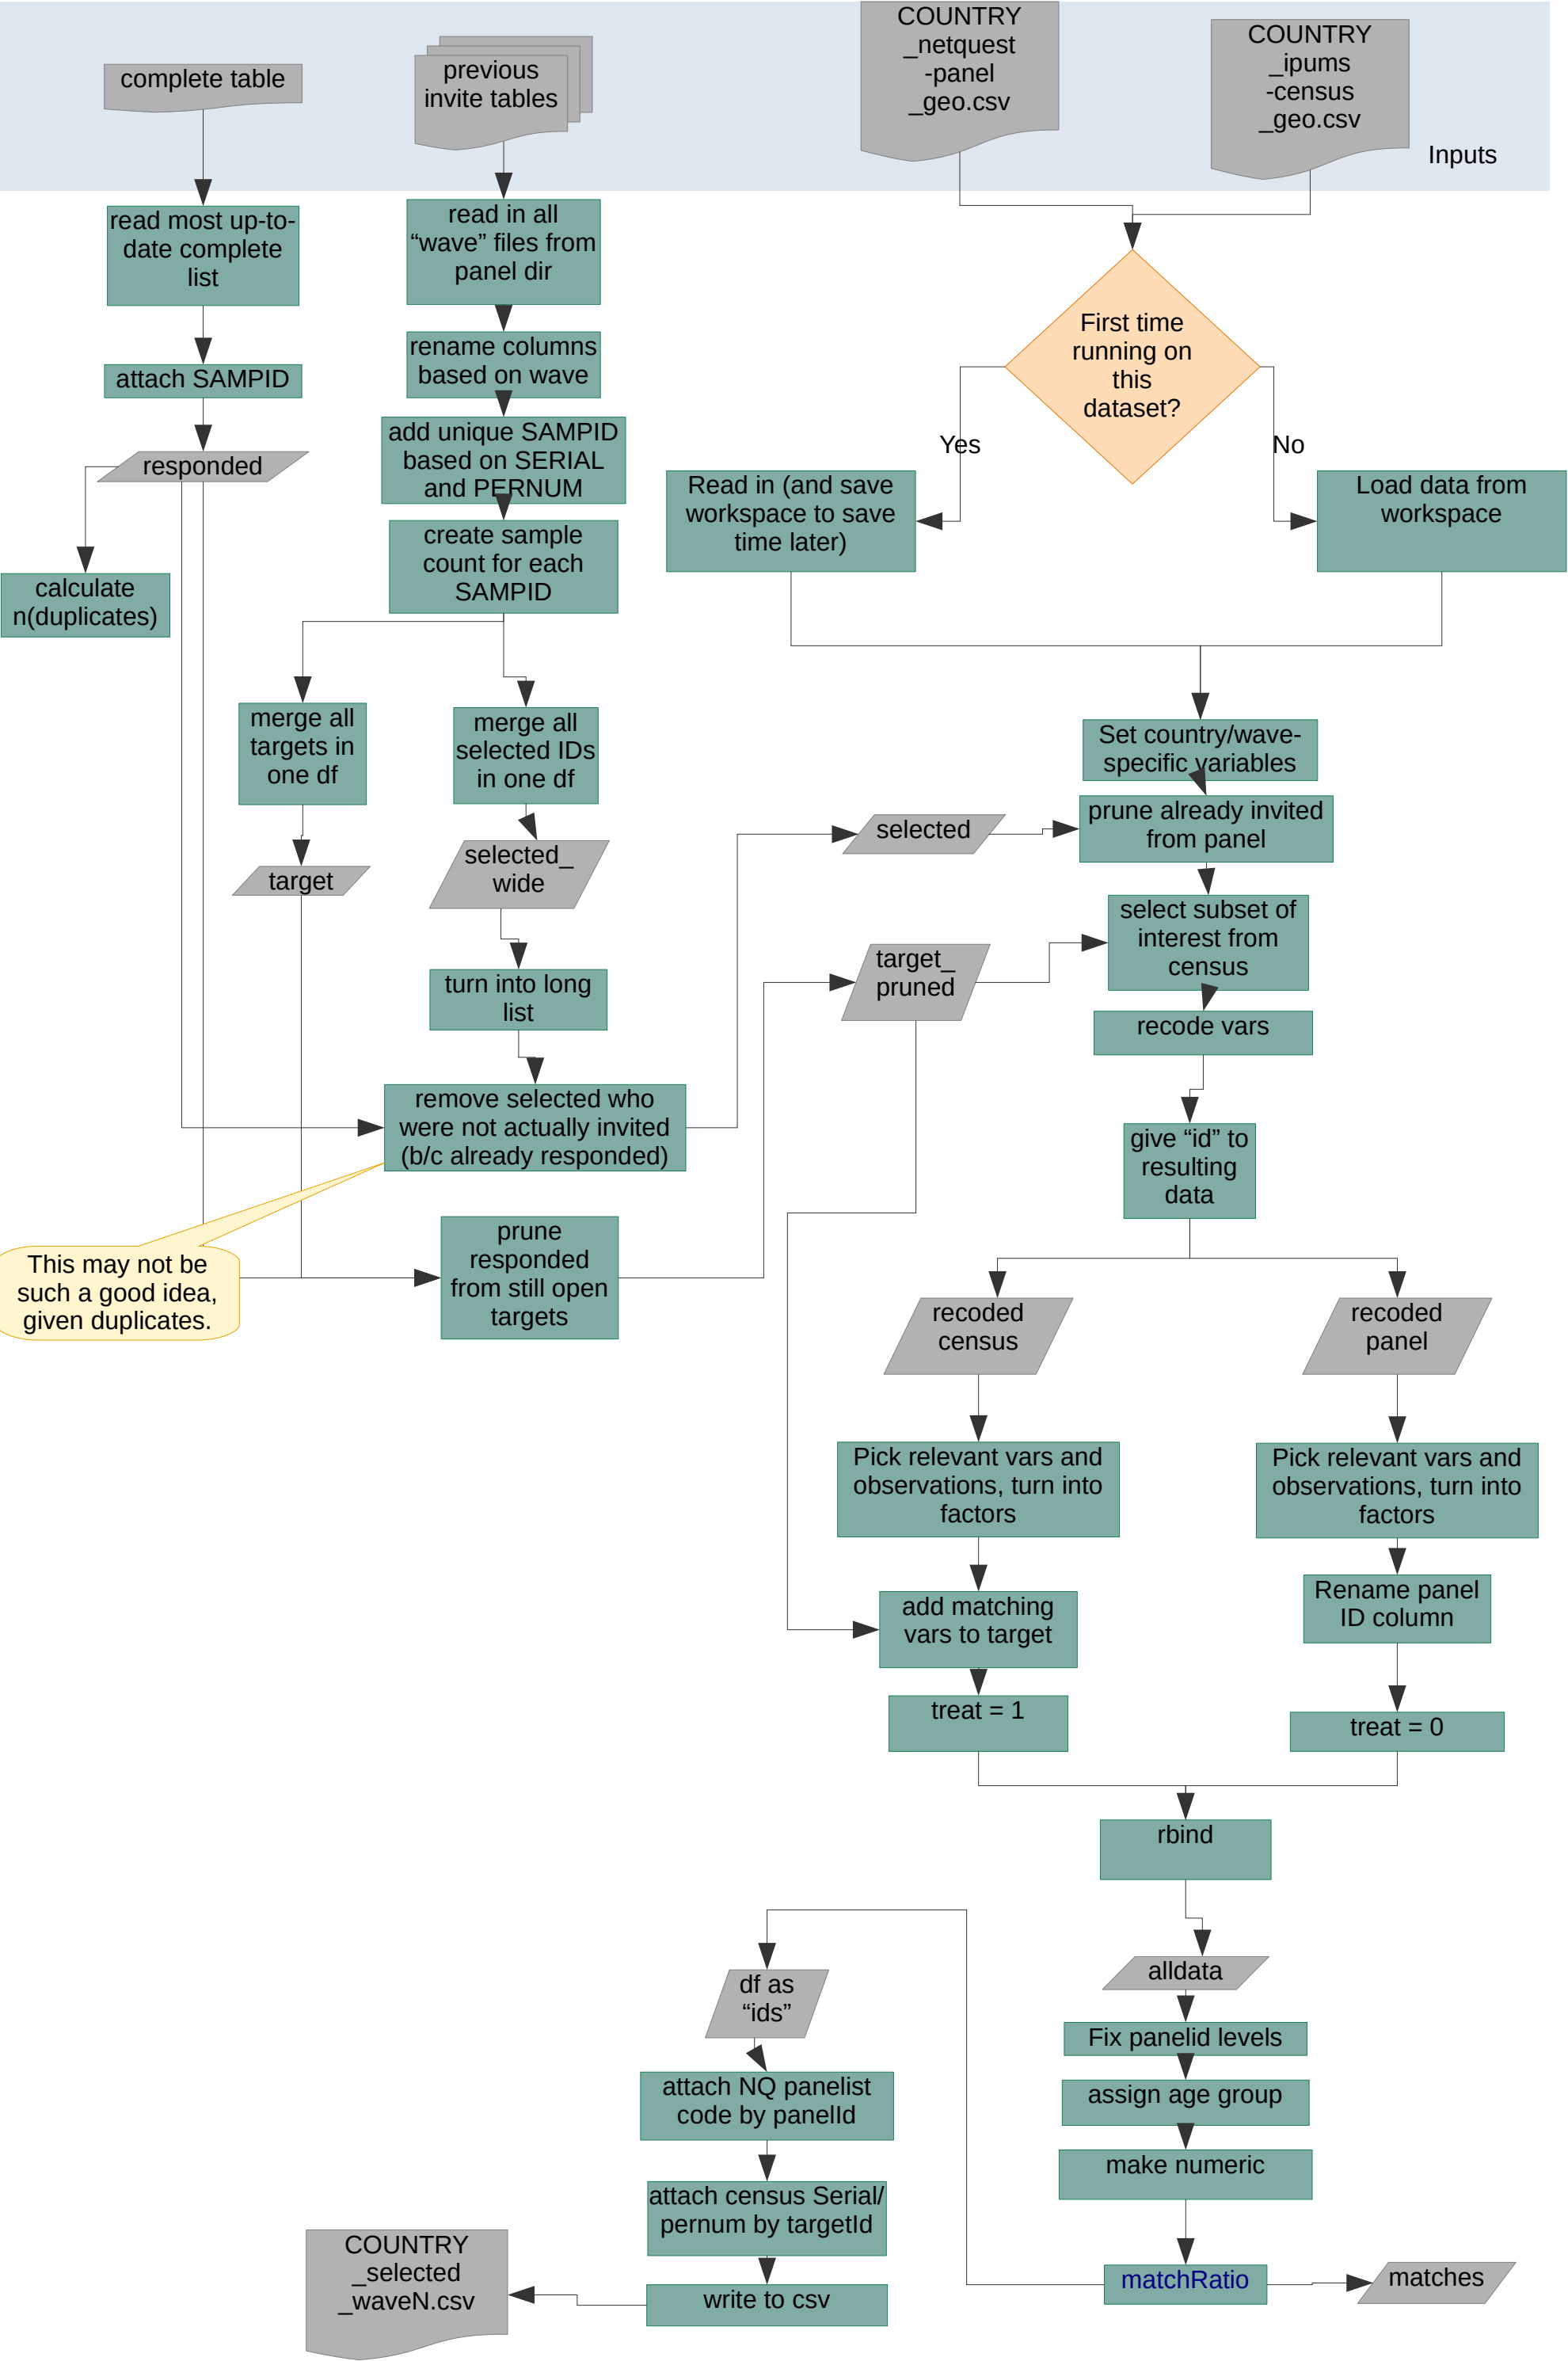 complete table
previous
invite tables
COUNTRY
_netquest
-panel
_geo.csv
COUNTRY
_ipums
-census
_geo.csv
Inputs
read most up-to-
date complete
list
read in all
“wave” files from
panel dir
rename columns
based on wave
attach SAMPID
First time
running on
this
dataset?
Yes
No
add unique SAMPID
based on SERIAL
and PERNUM
responded
Read in (and save
workspace to save
time later)
Load data from
workspace
create sample
count for each
SAMPID
calculate
n(duplicates)
merge all
targets in
one df
merge all
selected IDs
in one df
Set country/wave-
specific variables
selected
prune already invited
from panel
target
selected_
wide
select subset of
interest from
census
target_
pruned
turn into long
list
recode vars
remove selected who
were not actually invited
(b/c already responded)
give “id” to
resulting
data
This may not be
such a good idea,
given duplicates.
prune
responded
from still open
targets
recoded
census
recoded
panel
Pick relevant vars and
observations, turn into
factors
Pick relevant vars and
observations, turn into
factors
add matching
vars to target
Rename panel
ID column
treat = 1
treat = 0
rbind
alldata
df as
“ids”
Fix panelid levels
attach NQ panelist
code by panelId
assign age group
make numeric
attach census Serial/
pernum by targetId
COUNTRY
_selected
_waveN.csv
write to csv
matchRatio
matches